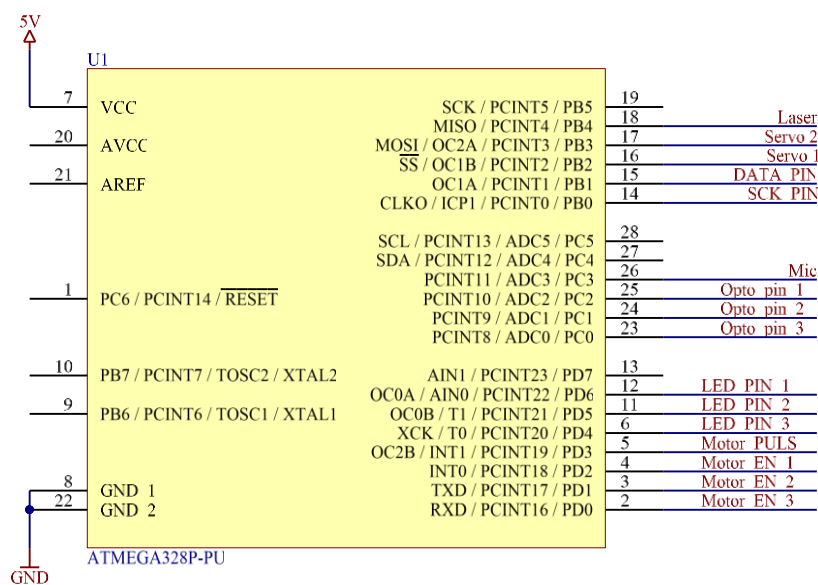 5V
U1
7 VCC
20 AVCC
21 AREF
1 PC6 / PCINT14 / RESET
10 PB7 / PCINT7 / TOSC2 / XTAL2
9 PB6 / PCINT6 / TOSC1 / XTAL1
8 GND 1
22 GND 2
SCK / PCINT5 / PB5 19
MISO / PCINT4 / PB4 18 Laser
MOSI / OC2A / PCINT3 / PB3 17 Servo 2
SS / OC1B / PCINT2 / PB2 16 Servo 1
OC1A / PCINT1 / PB1 15 DATA PIN
CLKO / ICP1 / PCINT0 / PB0 14 SCK PIN
SCL / PCINT13 / ADC5 / PC5 28
SDA / PCINT12 / ADC4 / PC4 27
PCINT11 / ADC3 / PC3 26 Mic
PCINT10 / ADC2 / PC2 25 Opto pin 1
PCINT9 / ADC1 / PC1 24 Opto pin 2
PCINT8 / ADC0 / PC0 23 Opto pin 3
AIN1 / PCINT23 / PD7 13
OC0A / AIN0 / PCINT22 / PD6 12 LED PIN 1
OC0B / T1 / PCINT21 / PD5 11 LED PIN 2
XCK / T0 / PCINT20 / PD4 6 LED PIN 3
OC2B / INT1 / PCINT19 / PD3 5 Motor PULS
INT0 / PCINT18 / PD2 4 Motor EN 1
TXD / PCINT17 / PD1 3 Motor EN 2
RXD / PCINT16 / PD0 2 Motor EN 3
ATMEGA328P-PU
GND